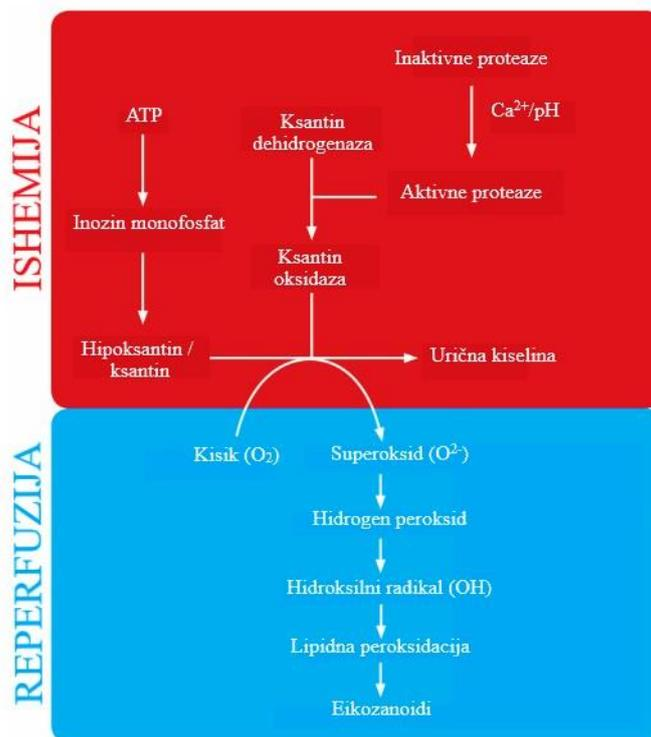 ISHEMIJA
Inaktivne proteaze
Ca²⁺/pH
ATP
Ksantin
dehidrogenaza
Aktivne proteaze
Inozin monofosfat
Ksantin
oksidaza
Hipoksantin /
ksantin
Urična kiselina
REPERFUZIJA
Kisik (O₂)
Superoksid (O²⁻)
Hidrogen peroksid
Hidroksilni radikal (OH)
Lipidna peroksidacija
Eikozanoidi